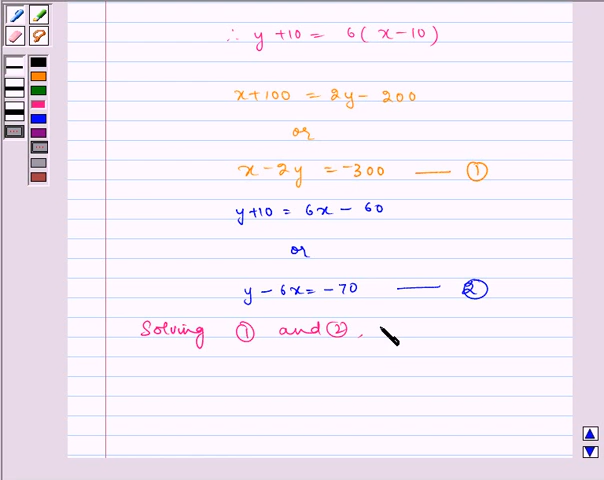 ∴ y + 10 = 6 ( x - 10 )
x + 100 = 2y - 200
or
x - 2y = -300 —— ①
y + 10 = 6x - 60
or
y - 6x = -70 —— ②
Solving ① and ② ,